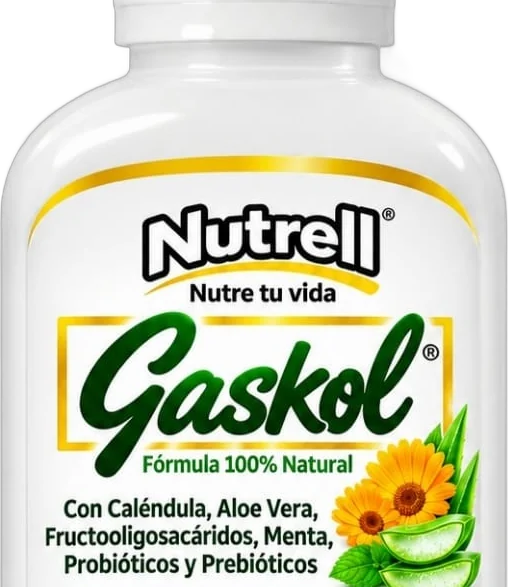 Nutrell®
Nutre tu vida
Gaskol®
Fórmula 100% Natural
Con Caléndula, Aloe Vera,
Fructooligosacáridos, Menta,
Probióticos y Prebióticos